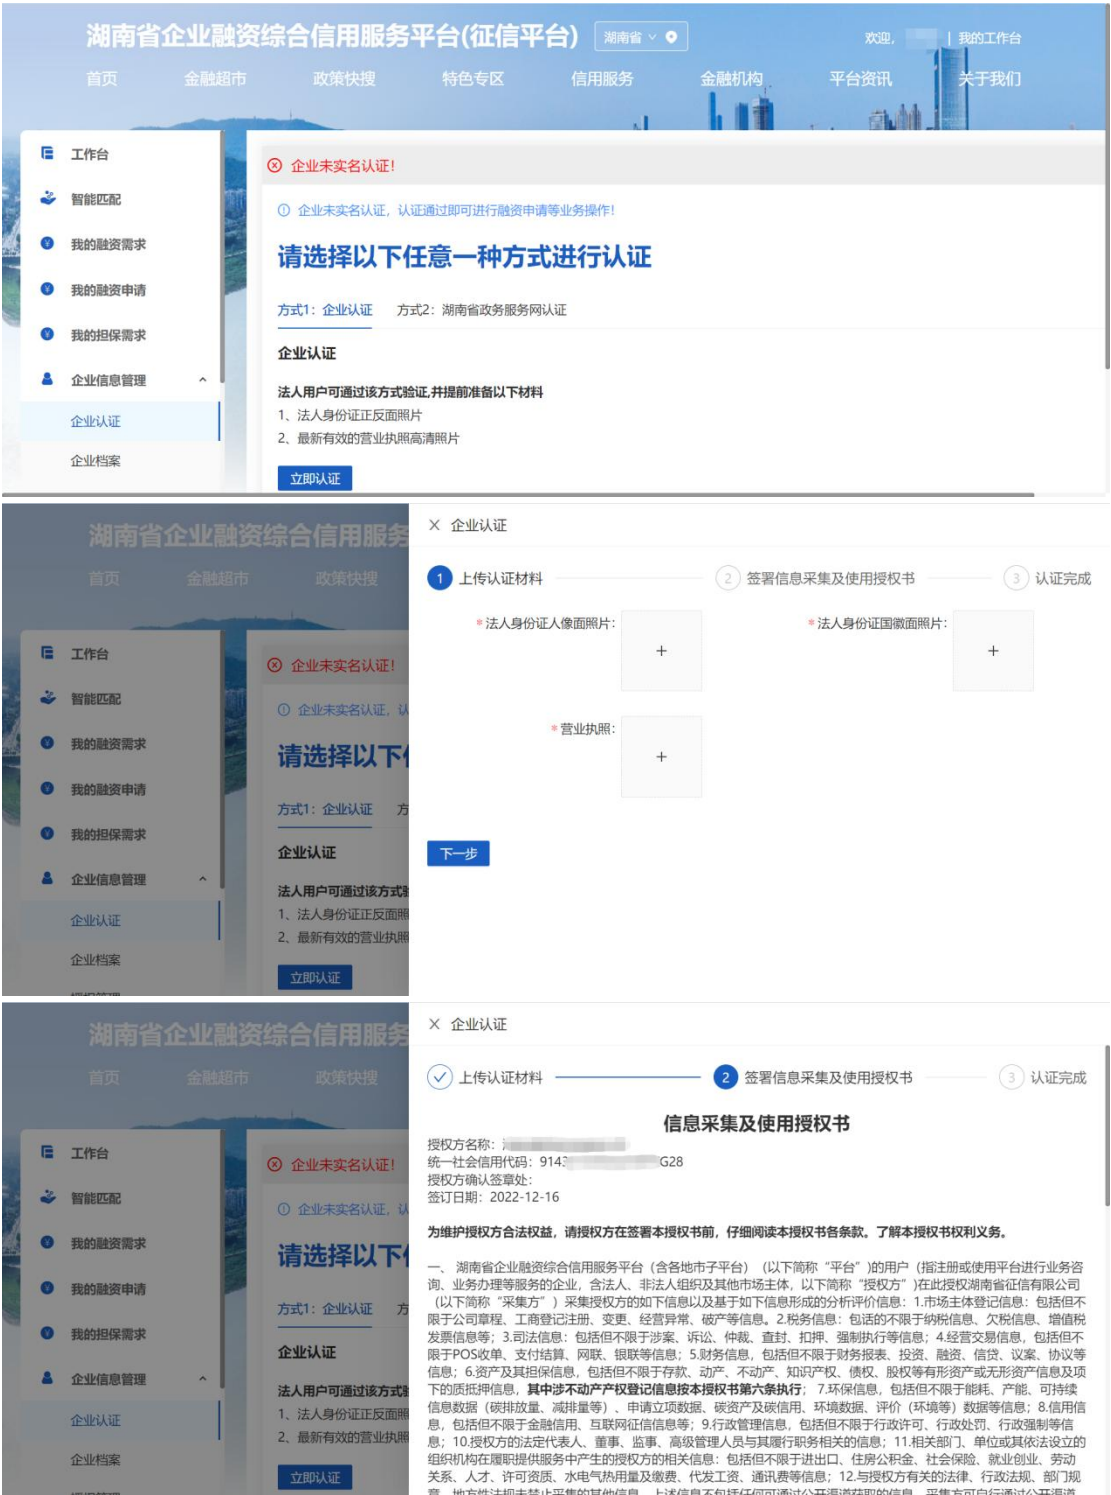 湖南省企业融资综合信用服务平台(征信平台)
湖南省
欢迎， | 我的工作台
首页 金融超市 政策快搜 特色专区 信用服务 金融机构 平台资讯 关于我们
工作台
智能匹配
我的融资需求
我的融资申请
我的担保需求
企业信息管理
企业认证
企业档案
企业未实名认证！
企业未实名认证，认证通过即可进行融资申请等业务操作！
请选择以下任意一种方式进行认证
方式1：企业认证 方式2：湖南省政务服务网认证
企业认证
法人用户可通过该方式验证,并提前准备以下材料
1、法人身份证正反面照片
2、最新有效的营业执照高清照片
立即认证
湖南省企业融资综合信用服务
首页 金融超市 政策快搜
工作台
智能匹配
我的融资需求
我的融资申请
我的担保需求
企业信息管理
企业认证
企业档案
企业未实名认证！
企业未实名认证，认
请选择以下
方式1：企业认证 方
企业认证
法人用户可通过该方式
1、法人身份证正反面照
2、最新有效的营业执照
立即认证
企业认证
1 上传认证材料 2 签署信息采集及使用授权书 3 认证完成
*法人身份证人像面照片： *法人身份证国徽面照片：
*营业执照：
下一步
湖南省企业融资综合信用服务
首页 金融超市 政策快搜
工作台
智能匹配
我的融资需求
我的融资申请
我的担保需求
企业信息管理
企业认证
企业档案
企业未实名认证！
企业未实名认证，认
请选择以下
方式1：企业认证 方
企业认证
法人用户可通过该方式
1、法人身份证正反面照
2、最新有效的营业执照
立即认证
企业认证
上传认证材料 2 签署信息采集及使用授权书 3 认证完成
信息采集及使用授权书
授权方名称：
统一社会信用代码：914 G28
授权方确认签章处：
签订日期：2022-12-16
为维护授权方合法权益，请授权方在签署本授权书前，仔细阅读本授权书各条款。了解本授权书权利义务。
一、 湖南省企业融资综合信用服务平台（含各地市子平台）（以下简称“平台”)的用户（指注册或使用平台进行业务咨
询、业务办理等服务的企业，含法人、非法人组织及其他市场主体，以下简称“授权方”)在此授权湖南省征信有限公司
（以下简称“采集方”）采集授权方的如下信息以及基于如下信息形成的分析评价信息：1.市场主体登记信息：包括但不
限于公司章程、工商登记注册、变更、经营异常、破产等信息。2.税务信息：包话的不限于纳税信息、欠税信息、增值税
发票信息等；3.司法信息：包括但不限于涉案、诉讼、仲裁、查封、扣押、强制执行等信息；4.经营交易信息，包括但不
限于POS收单、支付结算、网联、银联等信息；5.财务信息，包括但不限于财务报表、投资、融资、信贷、议案、协议等
信息；6.资产及其担保信息，包括但不限于存款、动产、不动产、知识产权、债权、股权等有形资产或无形资产信息及项
下的质抵押信息，其中涉不动产产权登记信息按本授权书第六条执行；7.环保信息，包括但不限于能耗、产能、可持续
信息数据（碳排放量、减排量等）、申请立项数据、碳资产及碳信用、环境数据、评价（环境等）数据等信息；8.信用信
息，包括但不限于金融信用、互联网征信信息等；9.行政管理信息，包括但不限于行政许可、行政处罚、行政强制等信
息；10.授权方的法定代表人、董事、监事、高级管理人员与其履行职务相关的信息；11.相关部门、单位或其依法设立的
组织机构在履职提供服务中产生的授权方的相关信息：包括但不限于进出口、住房公积金、社会保险、就业创业、劳动
关系、人才、许可资质、水电气热用量及缴费、代发工资、通讯费等信息；12.与授权方有关的法律、行政法规、部门规
章、地方性法规未禁止采集的其他信息。上述信息不包括任何可通过公开渠道获取的信息，采集方可自行通过公开渠道